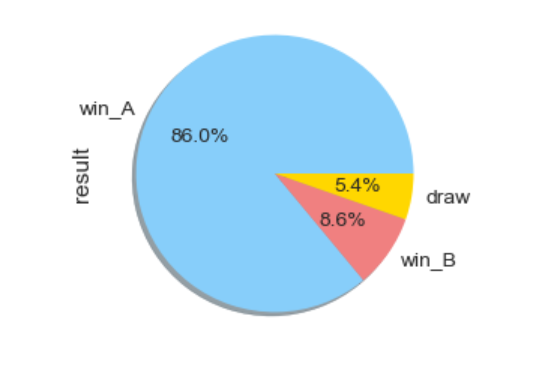 win_A
86.0%
result
5.4%
draw
8.6%
win_B